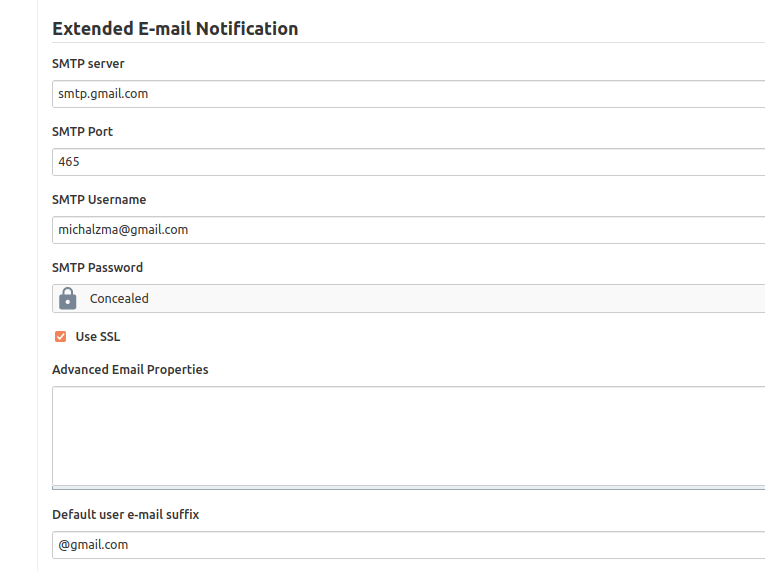 Extended E-mail Notification
SMTP server
smtp.gmail.com
SMTP Port
465
SMTP Username
michalzma@gmail.com
SMTP Password
Concealed
Use SSL
Advanced Email Properties
Default user e-mail suffix
@gmail.com